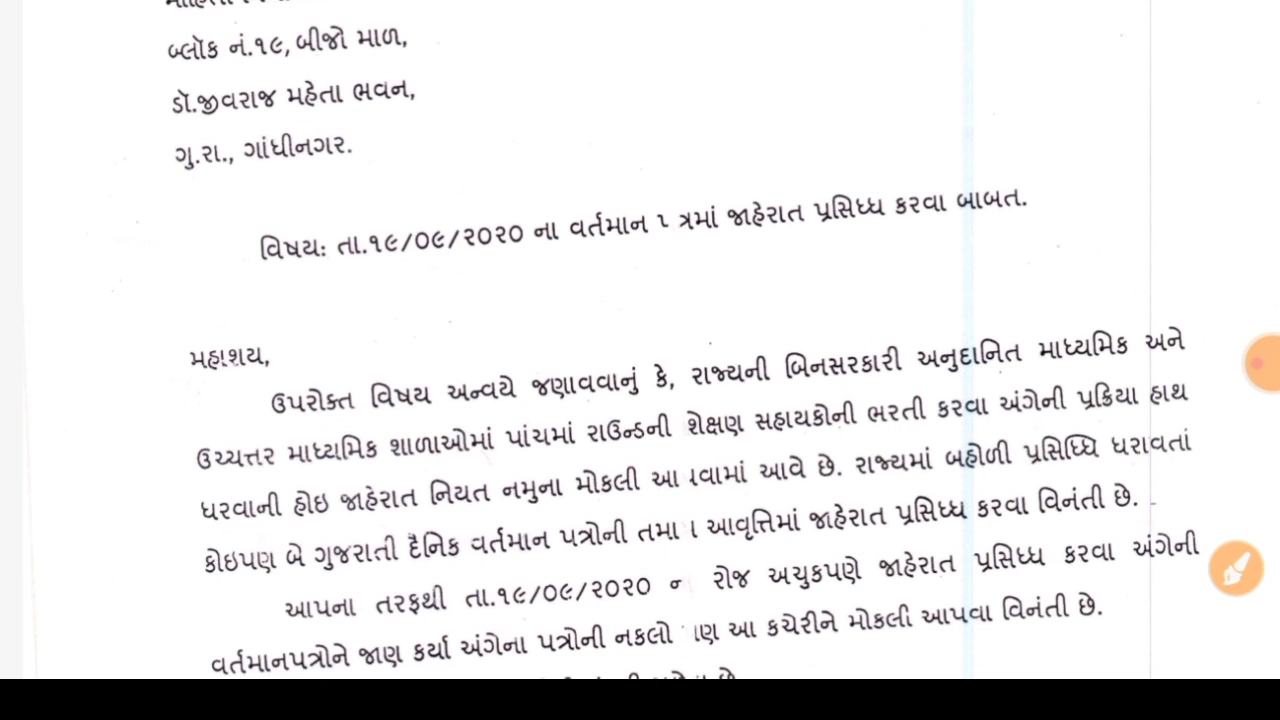 બ્લૉક નં.૧૯, બીજો માળ,
ડૉ.જીવરાજ મહેતા ભવન,
ગુ.રા., ગાંધીનગર.
વિષય: તા.૧૯/૦૯/૨૦૨૦ ના વર્તમાન ત્રમાં જાહેરાત પ્રસિધ્ધ કરવા બાબત.
મહાશય,
ઉપરોક્ત વિષય અન્વયે જણાવવાનું કે, રાજ્યની બિનસરકારી અનુદાનિત માધ્યમિક અને
ઉચ્ચત્તર માધ્યમિક શાળાઓમાં પાંચમાં રાઉન્ડની શેક્ષણ સહાયકોની ભરતી કરવા અંગેની પ્રક્રિયા હાથ
ધરવાની હોઇ જાહેરાત નિયત નમુના મોકલી આ વામાં આવે છે. રાજ્યમાં બહોળી પ્રસિધ્ધિ ધરાવતાં
કોઇપણ બે ગુજરાતી દૈનિક વર્તમાન પત્રોની તમા આવૃત્તિમાં જાહેરાત પ્રસિધ્ધ કરવા વિનંતી છે.
આપના તરફથી તા.૧૯/૦૯/૨૦૨૦ રોજ અચુકપણે જાહેરાત પ્રસિધ્ધ કરવા અંગેની
વર્તમાનપત્રોને જાણ કર્યા અંગેના પત્રોની નકલો આ કચેરીને મોકલી આપવા વિનંતી છે.